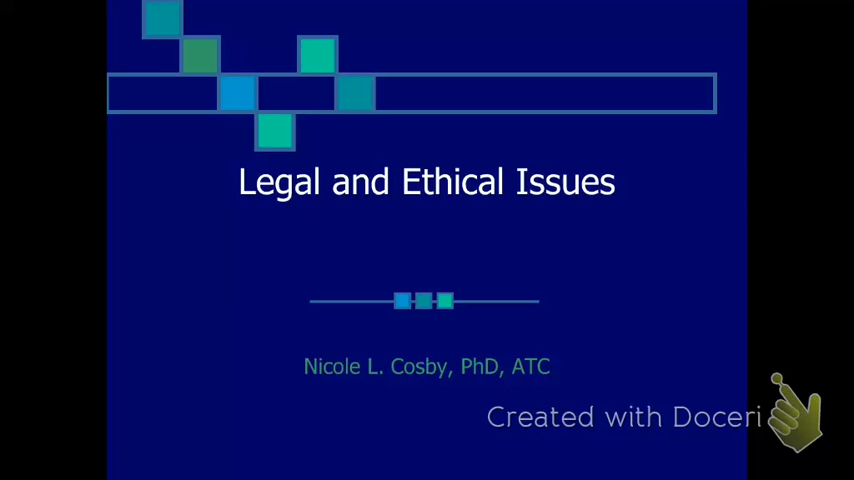 Legal and Ethical Issues
Nicole L. Cosby, PhD, ATC
Created with Doceri